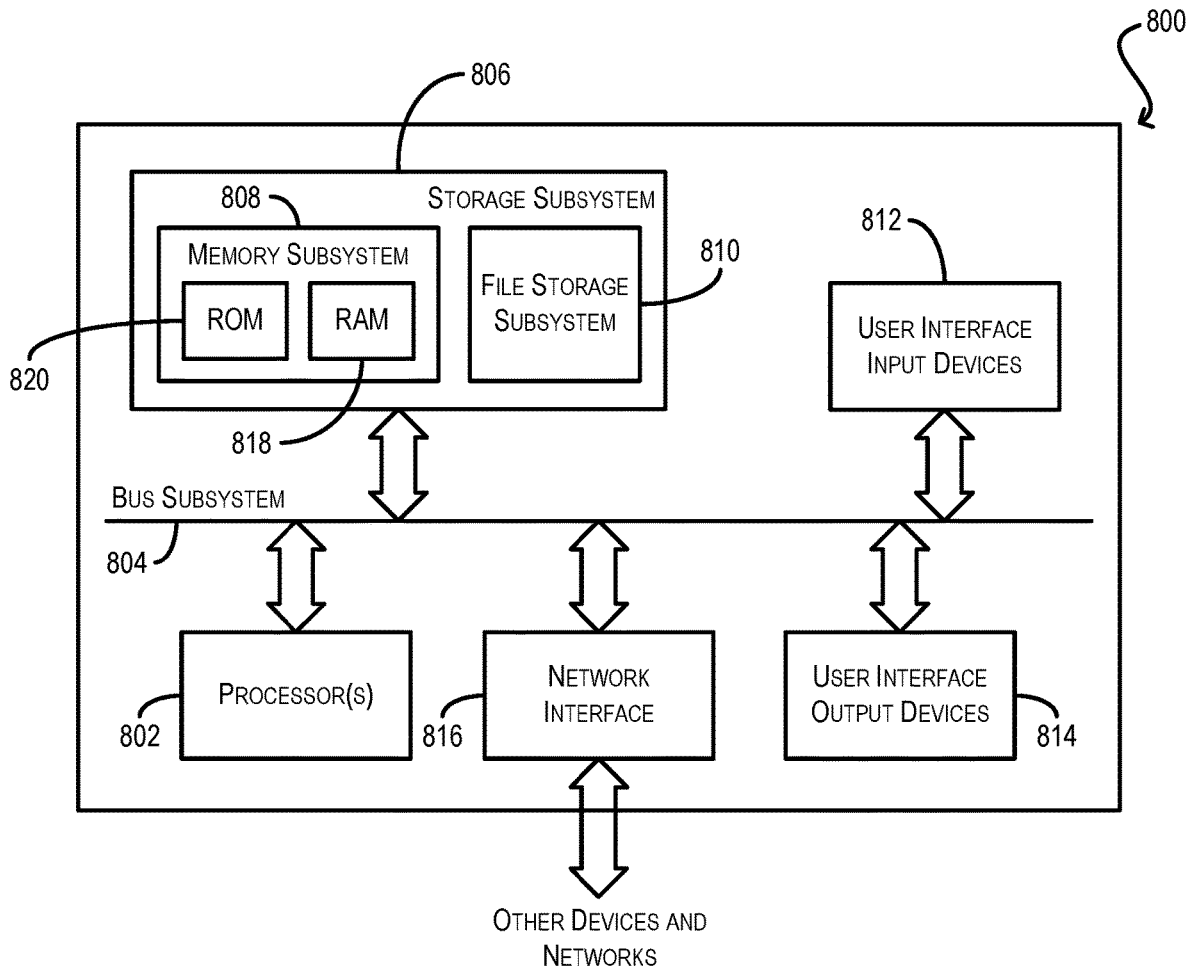 800
806
808
STORAGE SUBSYSTEM
812
MEMORY SUBSYSTEM
810
FILE STORAGE
SUBSYSTEM
ROM
RAM
USER INTERFACE
INPUT DEVICES
820
818
BUS SUBSYSTEM
804
PROCESSOR(S)
802
NETWORK
INTERFACE
816
USER INTERFACE
OUTPUT DEVICES
814
OTHER DEVICES AND
NETWORKS